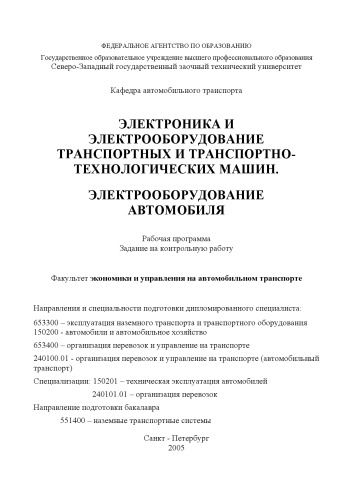 ФЕДЕРАЛЬНОЕ АГЕНТСТВО ПО ОБРАЗОВАНИЮ
Государственное образовательное учреждение высшего профессионального образования
Северо-Западный государственный заочный технический университет
Кафедра автомобильного транспорта
ЭЛЕКТРОНИКА И
ЭЛЕКТРООБОРУДОВАНИЕ
ТРАНСПОРТНЫХ И ТРАНСПОРТНО-
ТЕХНОЛОГИЧЕСКИХ МАШИН.
ЭЛЕКТРООБОРУДОВАНИЕ
АВТОМОБИЛЯ
Рабочая программа
Задание на контрольную работу
Факультет экономики и управления на автомобильном транспорте
Направления и специальности подготовки дипломированного специалиста:
653300 – эксплуатация наземного транспорта и транспортного оборудования
150200 - автомобили и автомобильное хозяйство
653400 – организация перевозок и управление на транспорте
240100.01 - организация перевозок и управление на транспорте (автомобильный
транспорт)
Специализации: 150201 – техническая эксплуатация автомобилей
240101.01 – организация перевозок
Направление подготовки бакалавра
551400 – наземные транспортные системы
Санкт - Петербург
2005